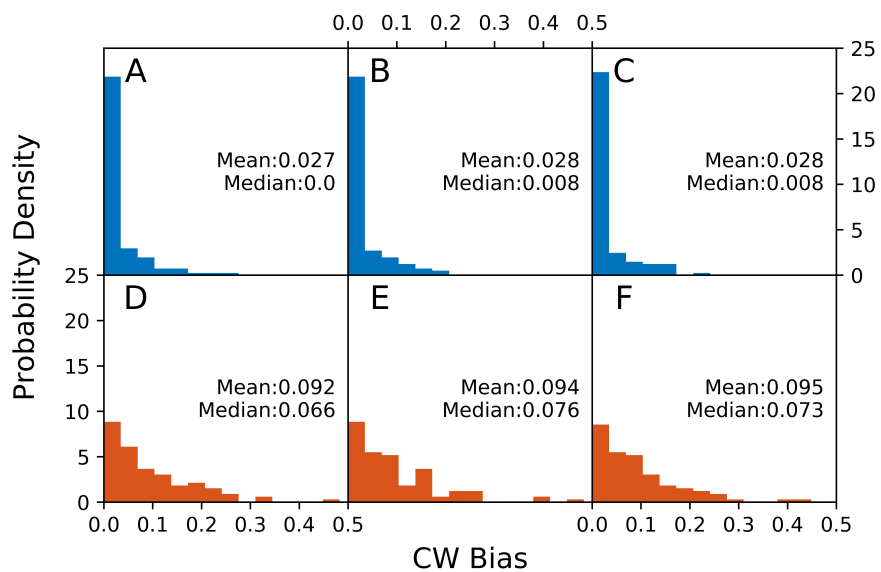 0.0 0.1 0.2 0.3 0.4 0.5
A B C
25
20
15
10
5
0
Mean:0.027
Median:0.0
Mean:0.028
Median:0.008
Mean:0.028
Median:0.008
Probability Density
D E F
25
20
15
10
5
0
Mean:0.092
Median:0.066
Mean:0.094
Median:0.076
Mean:0.095
Median:0.073
0.0 0.1 0.2 0.3 0.4 0.5
0.0 0.1 0.2 0.3 0.4 0.5
CW Bias